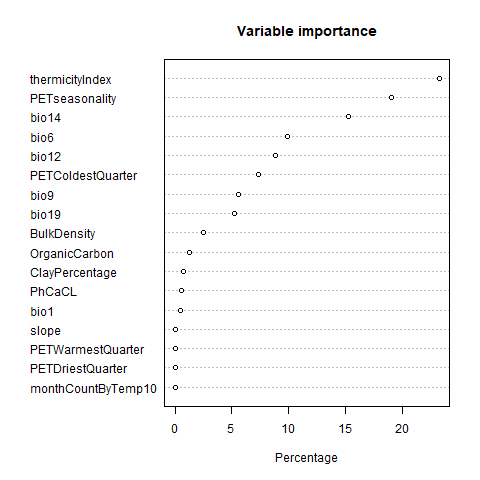 Variable importance
thermicityIndex
PETseasonality
bio14
bio6
bio12
PETColdestQuarter
bio9
bio19
BulkDensity
OrganicCarbon
ClayPercentage
PhCaCL
bio1
slope
PETWarmestQuarter
PETDriestQuarter
monthCountByTemp10
0 5 10 15 20
Percentage